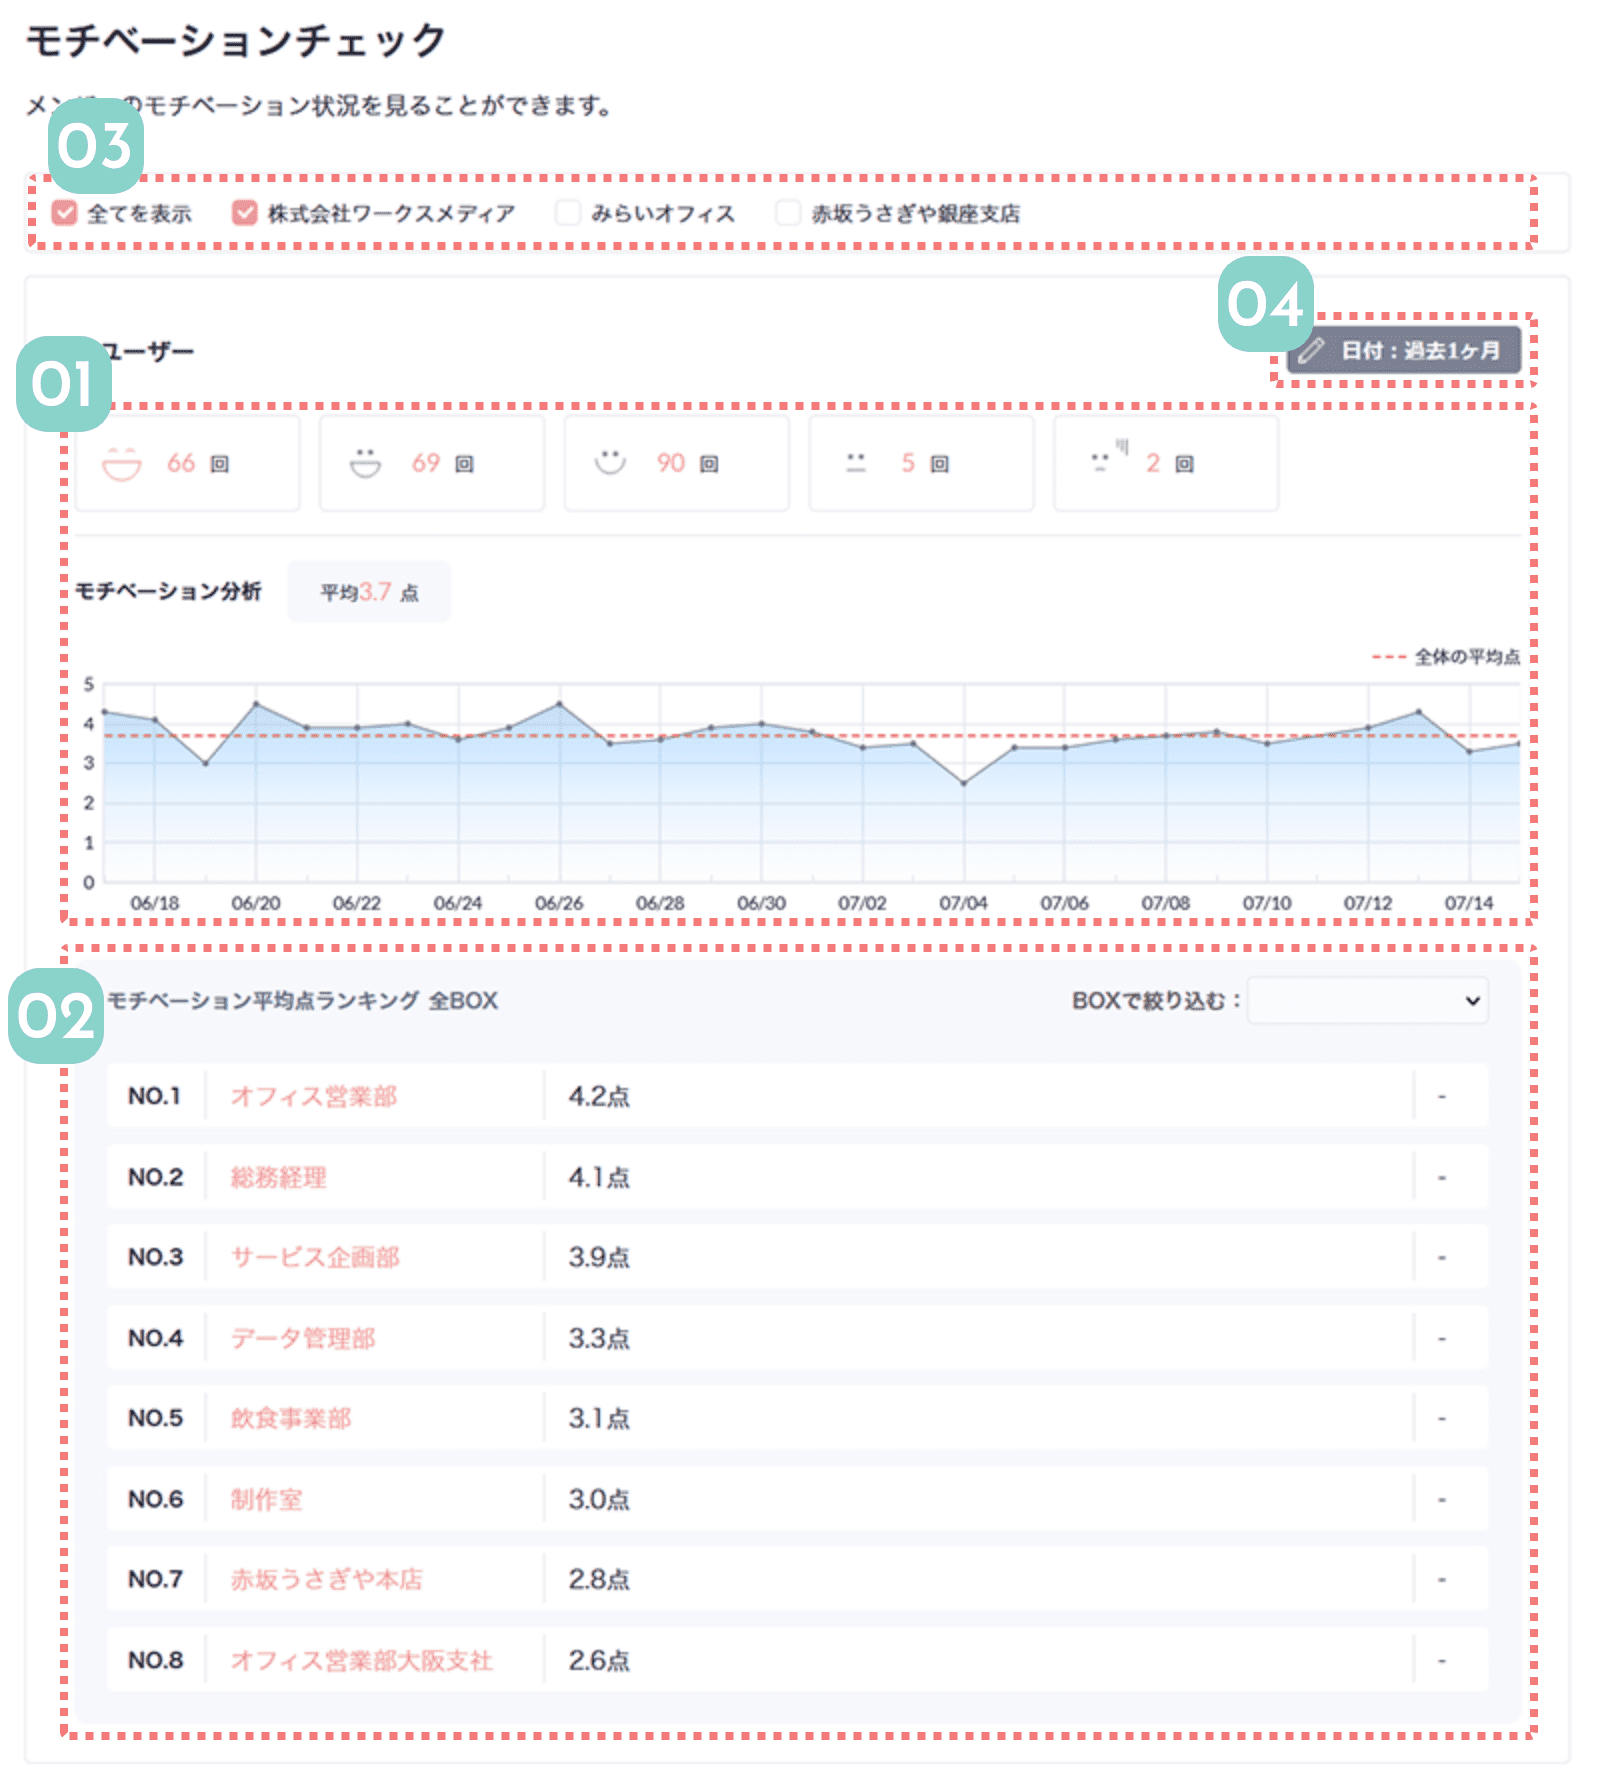 モチベーションチェック
のモチベーション状況を見ることができます。
03
全てを表示 株式会社ワークスメディア みらいオフィス 赤坂うさぎや銀座支店
04
ユーザー
日付：過去1ヶ月
01
66 回 69 回 90 回 5 回 2 回
モチベーション分析 平均3.7 点
全体の平均点
5
4
3
2
1
0
06/18 06/20 06/22 06/24 06/26 06/28 06/30 07/02 07/04 07/06 07/08 07/10 07/12 07/14
02
モチベーション平均点ランキング 全BOX BOXで絞り込む：
NO.1 オフィス営業部 4.2点 -
NO.2 総務経理 4.1点 -
NO.3 サービス企画部 3.9点 -
NO.4 データ管理部 3.3点 -
NO.5 飲食事業部 3.1点 -
NO.6 制作室 3.0点 -
NO.7 赤坂うさぎや本店 2.8点 -
NO.8 オフィス営業部大阪支社 2.6点 -